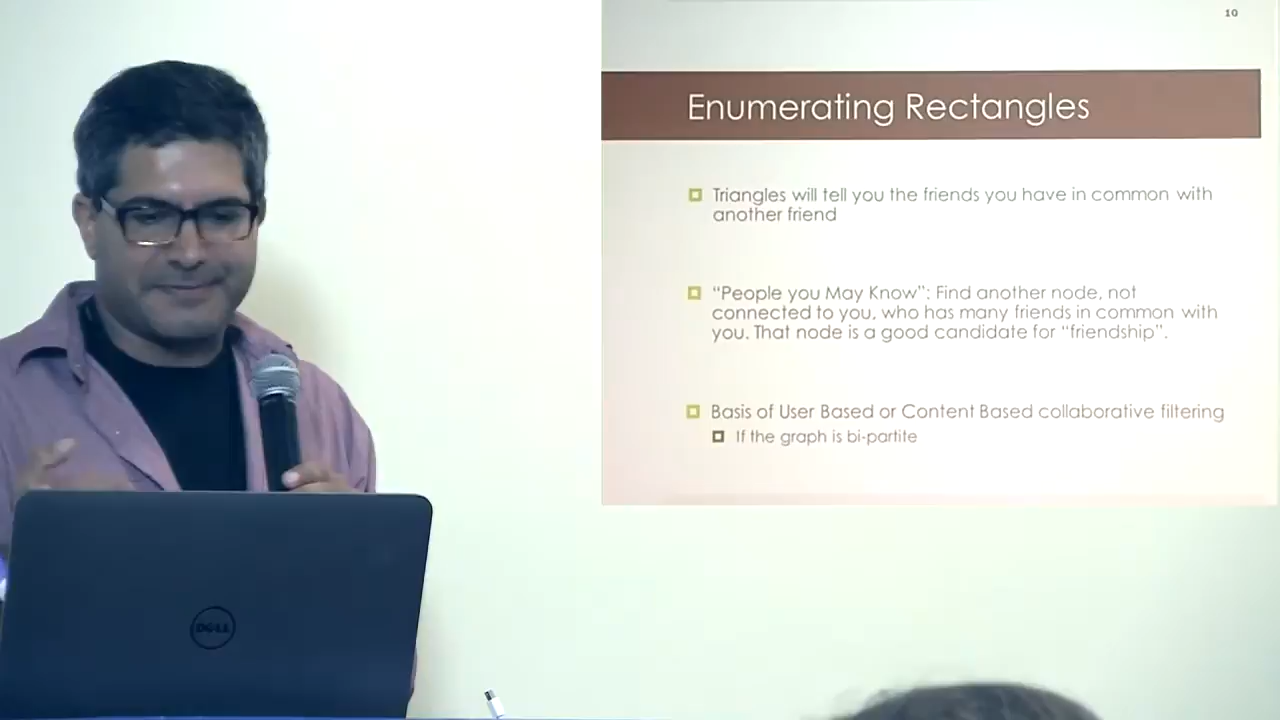 10
Enumerating Rectangles
Triangles will tell you the friends you have in common with
another friend
“People you May Know”: Find another node, not
connected to you, who has many friends in common with
you. That node is a good candidate for “friendship”.
Basis of User Based or Content Based collaborative filtering
If the graph is bi-partite
DELL